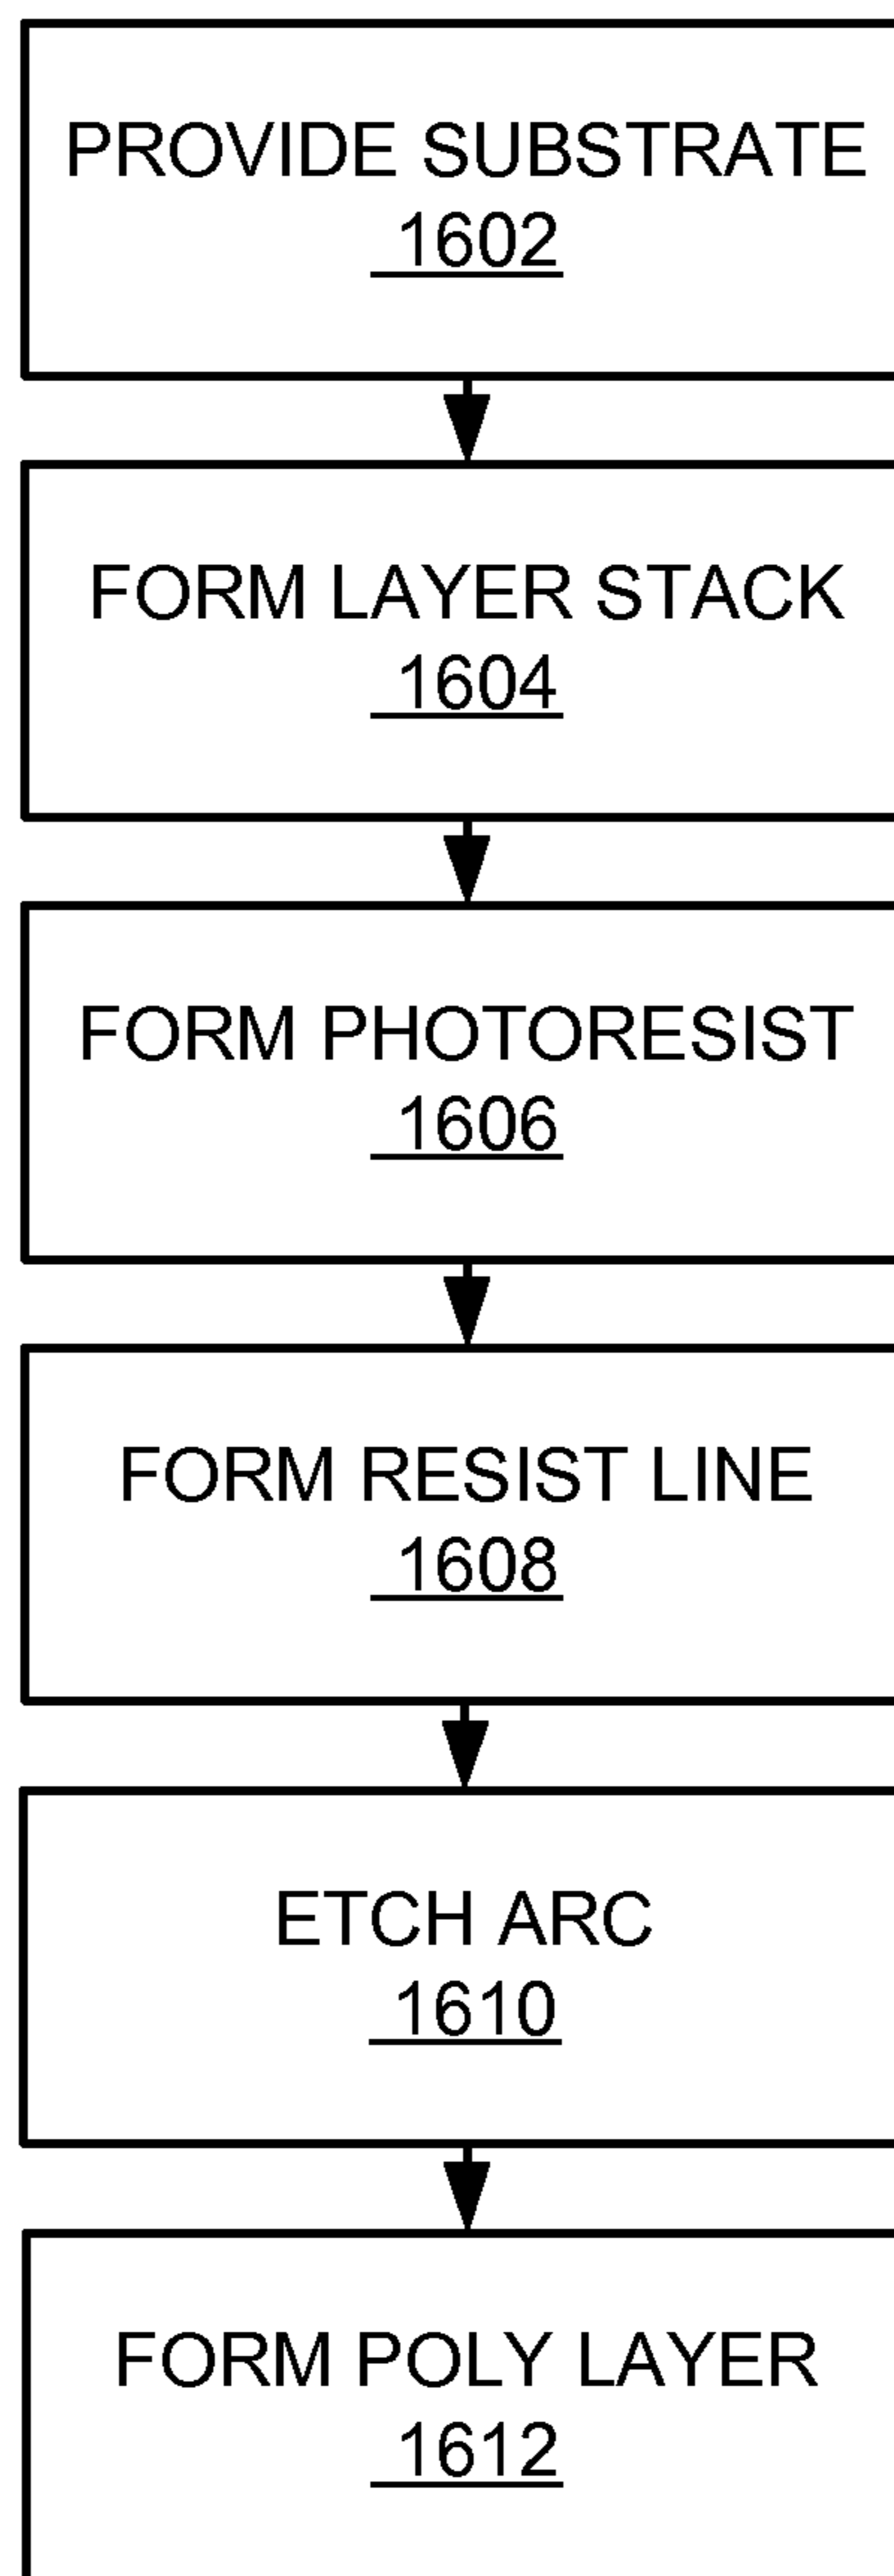 PROVIDE SUBSTRATE
1602
FORM LAYER STACK
1604
FORM PHOTORESIST
1606
FORM RESIST LINE
1608
ETCH ARC
1610
FORM POLY LAYER
1612